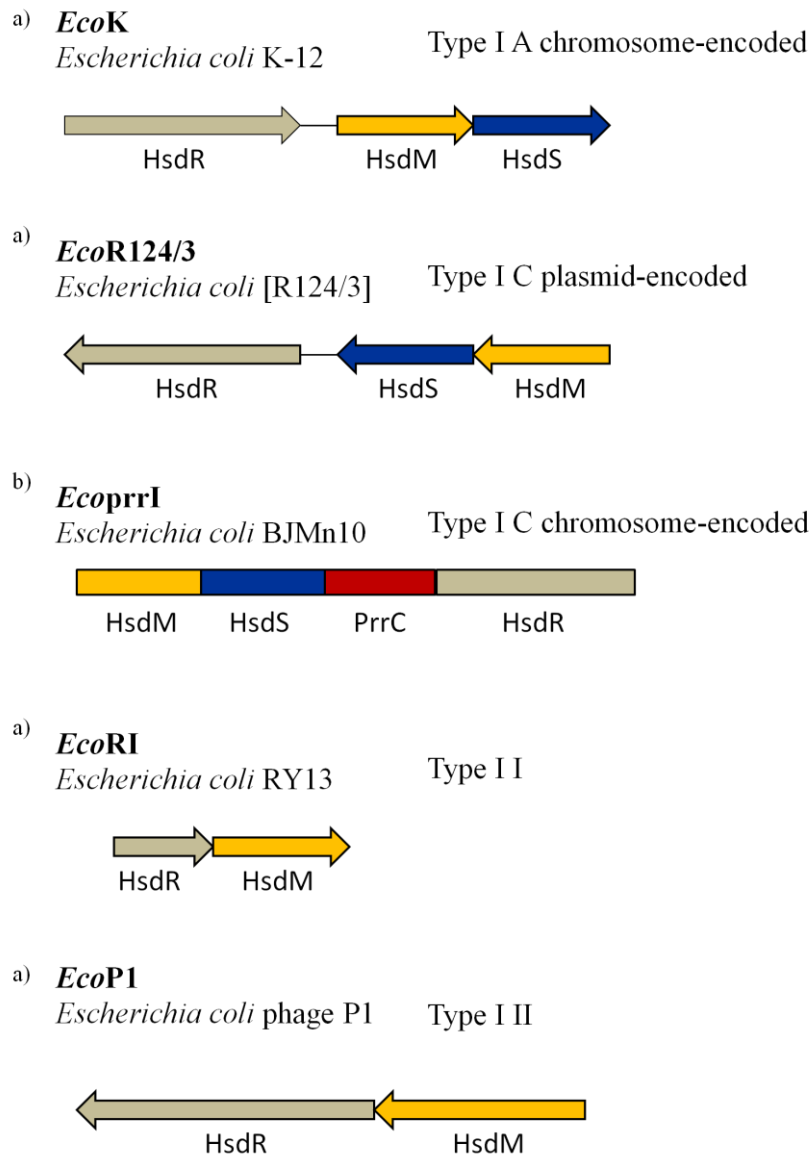 a) EcoK
Escherichia coli K-12 Type I A chromosome-encoded
HsdR HsdM HsdS
a) EcoR124/3
Escherichia coli [R124/3] Type I C plasmid-encoded
HsdR HsdS HsdM
b) EcoprrI
Escherichia coli BJMn10 Type I C chromosome-encoded
HsdM HsdS PrrC HsdR
a) EcoRI
Escherichia coli RY13 Type I I
HsdR HsdM
a) EcoP1
Escherichia coli phage P1 Type I II
HsdR HsdM